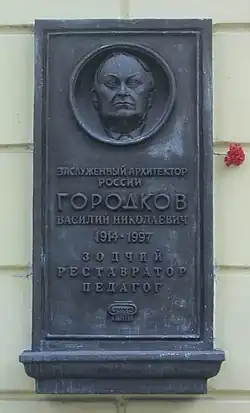 ЗАСЛУЖЕННЫЙ АРХИТЕКТОР
РОССИИ
ГОРОДКОВ
ВАСИЛИЙ НИКОЛАЕВИЧ
1914·1997
ЗОДЧИЙ
РЕСТАВРАТОР
ПЕДАГОГ